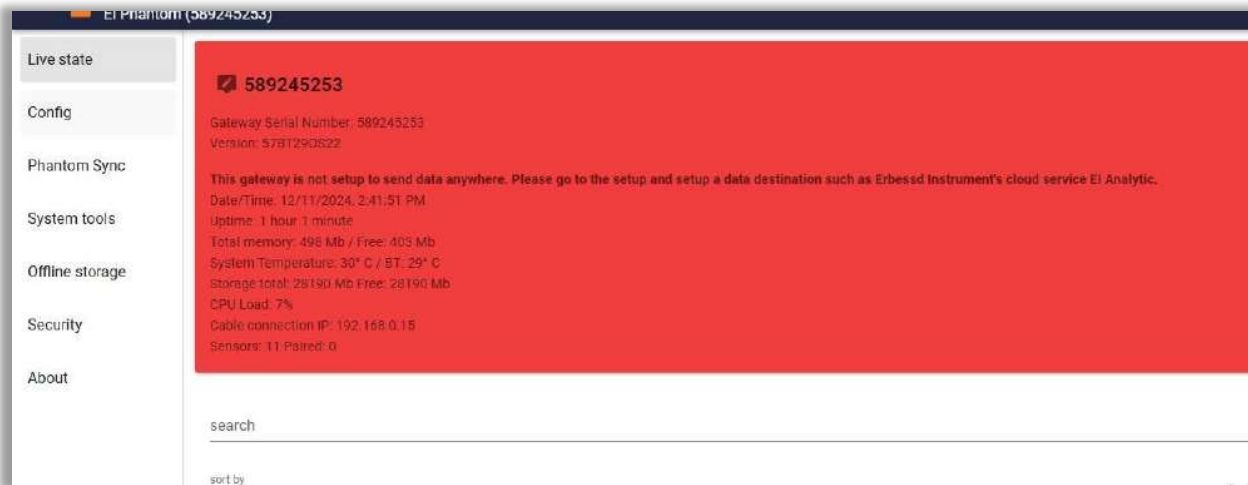 EI Phantom (589245253)
Live state
Config
Phantom Sync
System tools
Offline storage
Security
About
589245253
Gateway Serial Number: 589245253
Version: 578T29OS22
This gateway is not setup to send data anywhere. Please go to the setup and setup a data destination such as Erbessd Instrument's cloud service EI Analytic.
Date/Time: 12/11/2024, 2:41:51 PM
Uptime: 1 hour 1 minute
Total memory: 498 Mb / Free: 403 Mb
System Temperature: 30° C / BT: 29° C
Storage total: 28190 Mb Free: 28190 Mb
CPU Load: 7%
Cable connection IP: 192.168.0.15
Sensors: 11 Paired: 0
search
sort by